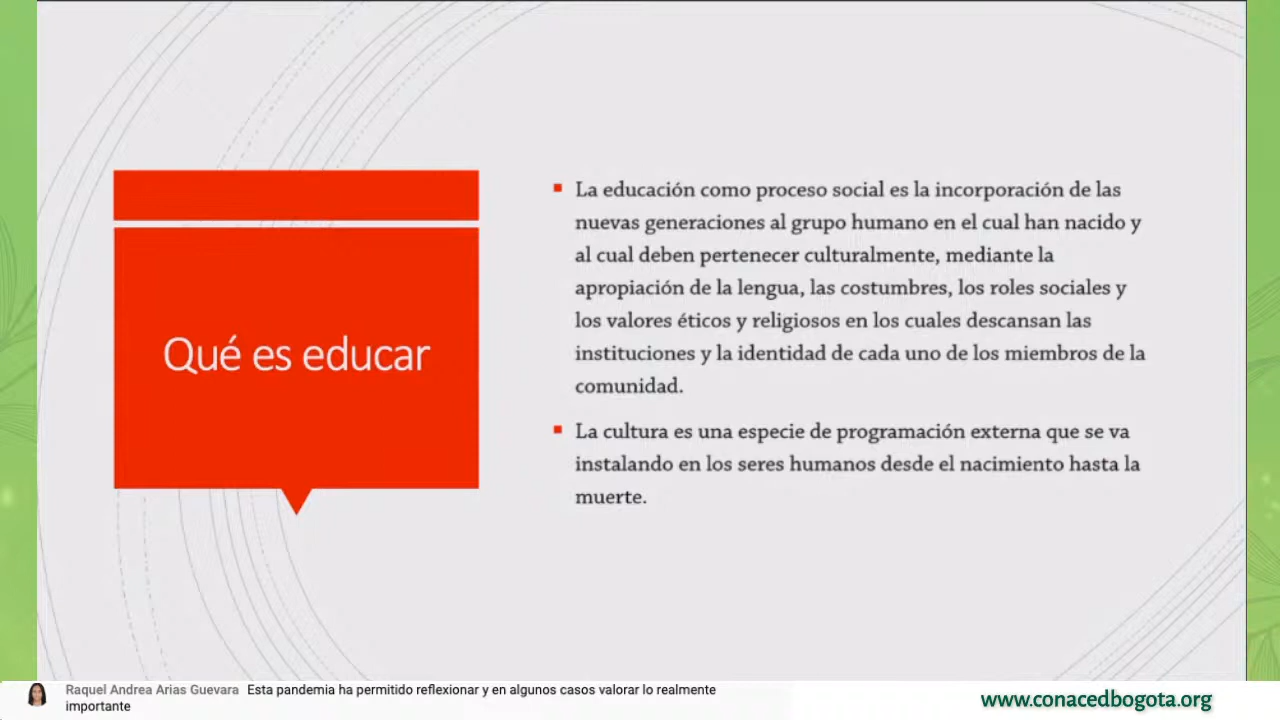 Qué es educar
La educación como proceso social es la incorporación de las
nuevas generaciones al grupo humano en el cual han nacido y
al cual deben pertenecer culturalmente, mediante la
apropiación de la lengua, las costumbres, los roles sociales y
los valores éticos y religiosos en los cuales descansan las
instituciones y la identidad de cada uno de los miembros de la
comunidad.
La cultura es una especie de programación externa que se va
instalando en los seres humanos desde el nacimiento hasta la
muerte.
Raquel Andrea Arias Guevara Esta pandemia ha permitido reflexionar y en algunos casos valorar lo realmente
importante
www.conacedbogota.org